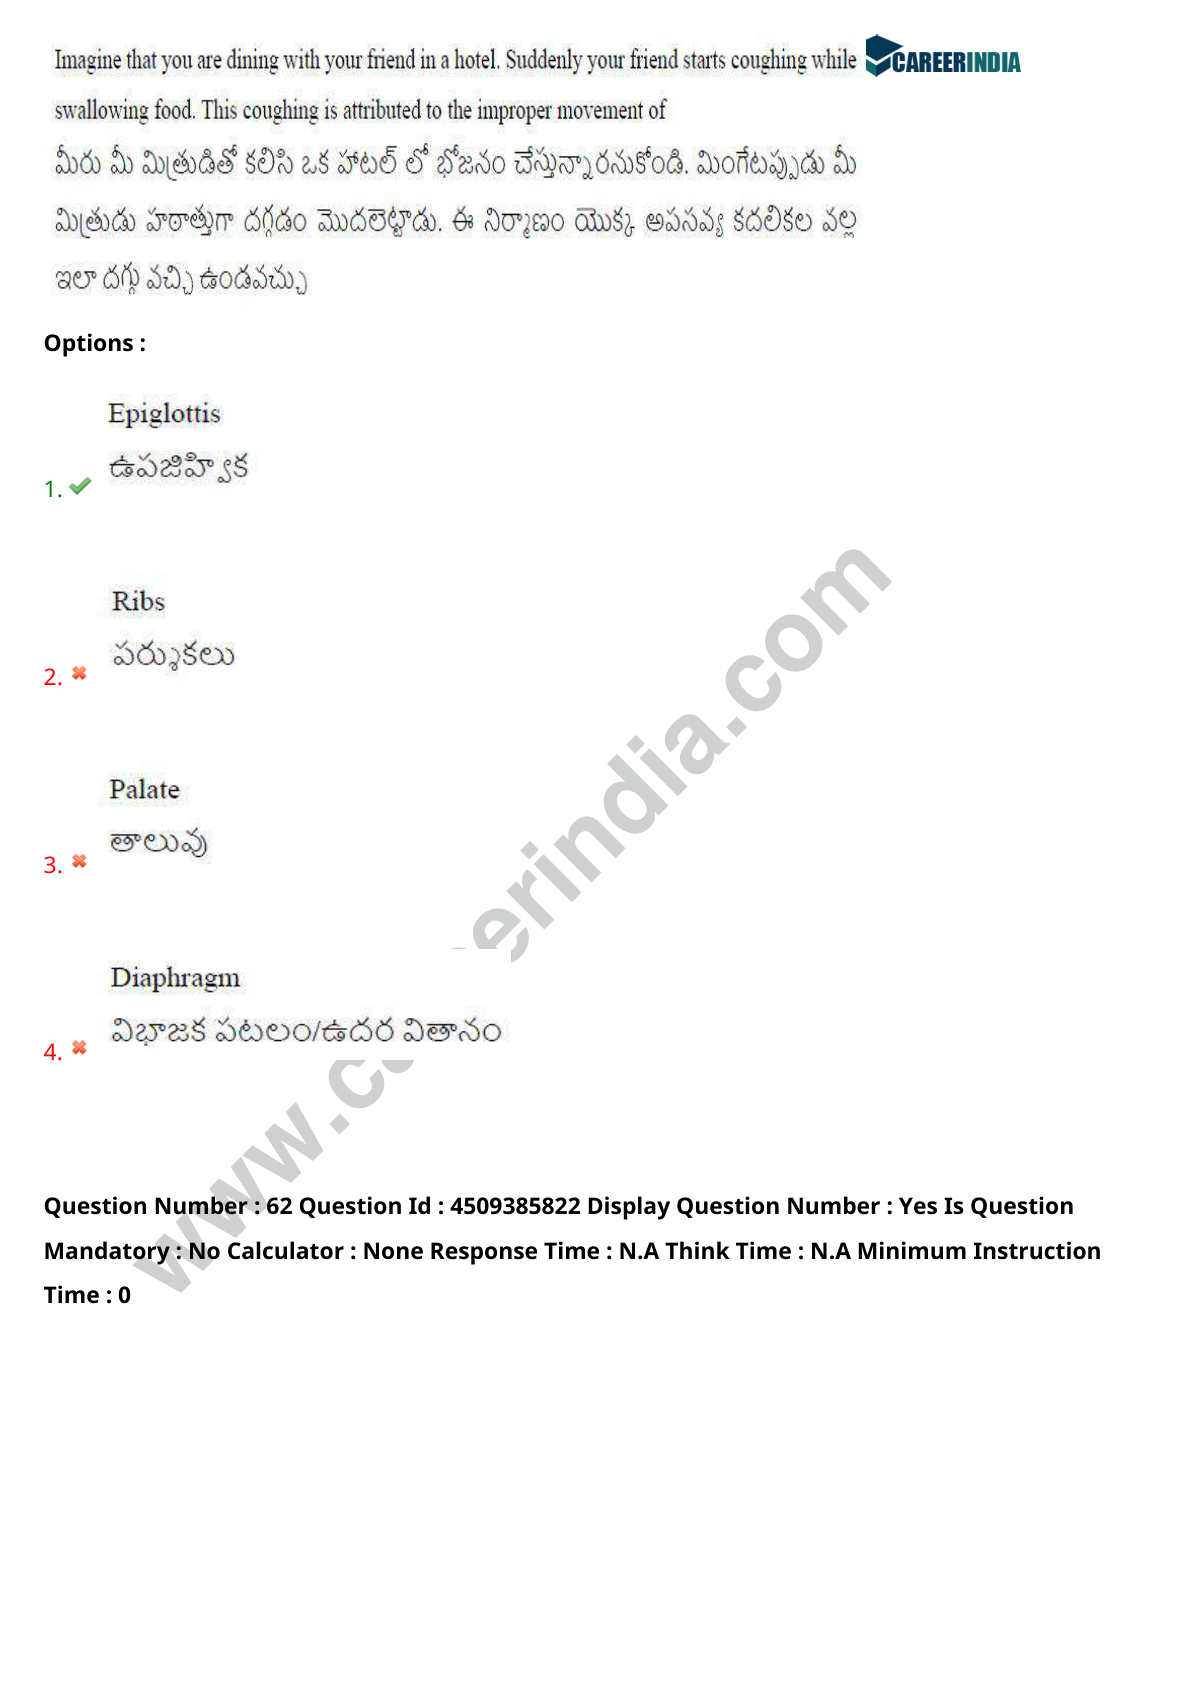 Imagine that you are dining with your friend in a hotel. Suddenly your friend starts coughing while
CAREERINDIA
swallowing food. This coughing is attributed to the improper movement of
మీరు మీ మిత్రుడితో కలిసి ఒక హాటల్ లో భోజనం చేస్తున్నారనుకోండి. మింగేటప్పుడు మీ
మిత్రుడు హఠాత్తుగా దగ్గడం మొదలెట్టాడు. ఈ నిర్మాణం యొక్క అపసవ్య కదలికల వల్ల
ఇలా దగ్గు వచ్చి ఉండవచ్చు
Options :
Epiglottis
ఉపజిహ్విక
1.
Ribs
పర్శుకలు
2.
Palate
తాలువు
3.
Diaphragm
విభాజక పటలం/ఉదర వితానం
4.
Question Number : 62 Question Id : 4509385822 Display Question Number : Yes Is Question
Mandatory : No Calculator : None Response Time : N.A Think Time : N.A Minimum Instruction
Time : 0